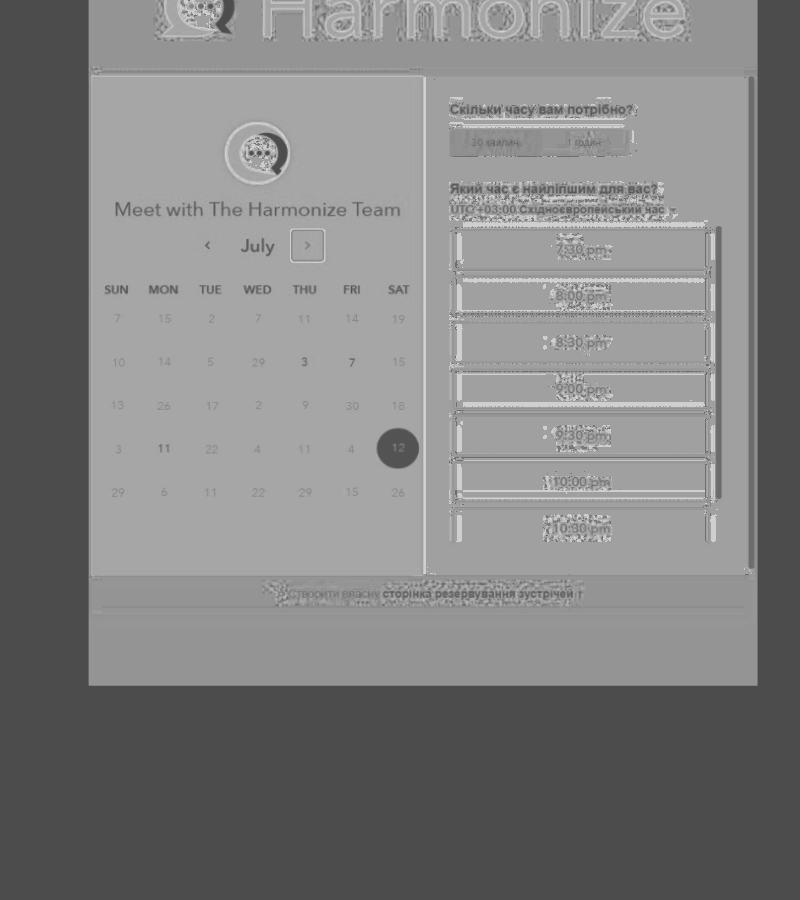 Harmonize
Meet with The Harmonize Team
July
SUN MON TUE WED THU FRI SAT
7 15 2 7 11 14 19
10 14 5 29 3 7 15
13 26 17 2 9 30 18
3 11 22 4 11 4 12
29 6 11 22 29 15 26
Скільки часу вам потрібно?
30 хвилин 1 годин
Який час є найліпшим для вас?
UTC +03:00 Східноєвропейський час
7:30 pm
8:00 pm
8:30 pm
9:00 pm
9:30 pm
10:00 pm
10:30 pm
Створити власну сторінка резервування зустрічей